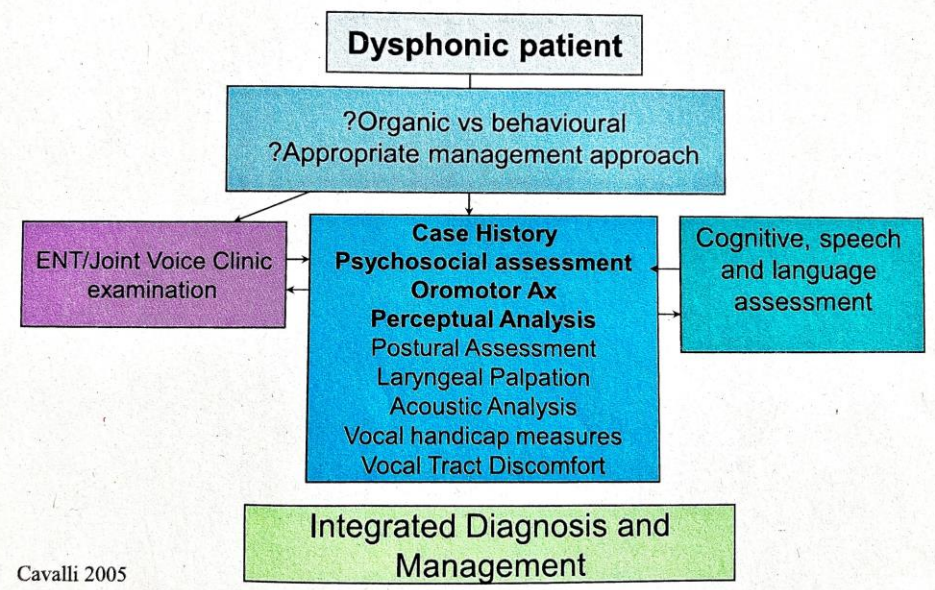 Dysphonic patient
?Organic vs behavioural
?Appropriate management approach
ENT/Joint Voice Clinic
examination
Case History
Psychosocial assessment
Oromotor Ax
Perceptual Analysis
Postural Assessment
Laryngeal Palpation
Acoustic Analysis
Vocal handicap measures
Vocal Tract Discomfort
Cognitive, speech
and language
assessment
Integrated Diagnosis and
Management
Cavalli 2005